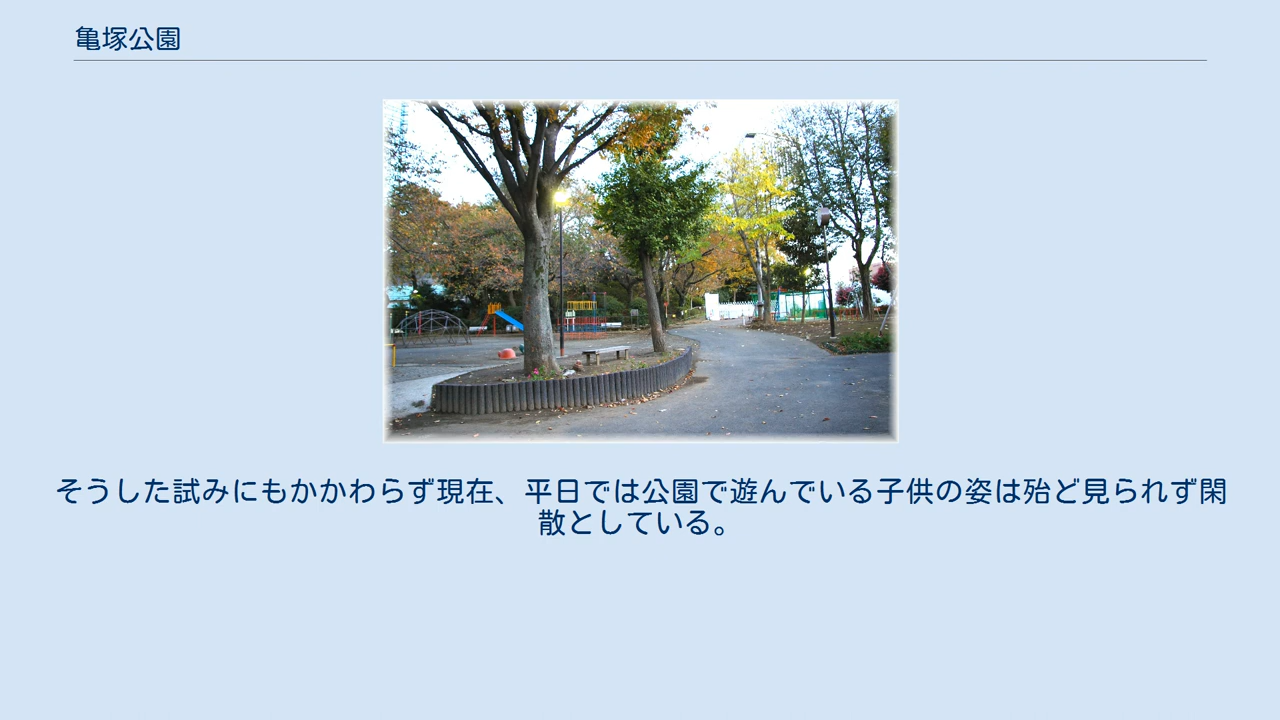 亀塚公園
そうした試みにもかかわらず現在、平日では公園で遊んでいる子供の姿は殆ど見られず閑
散としている。